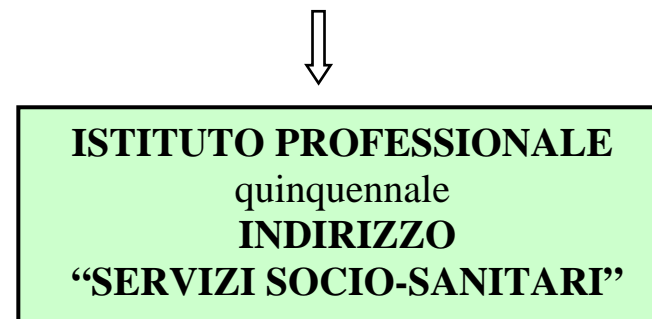 ISTITUTO PROFESSIONALE
quinquennale
INDIRIZZO
“SERVIZI SOCIO-SANITARI”